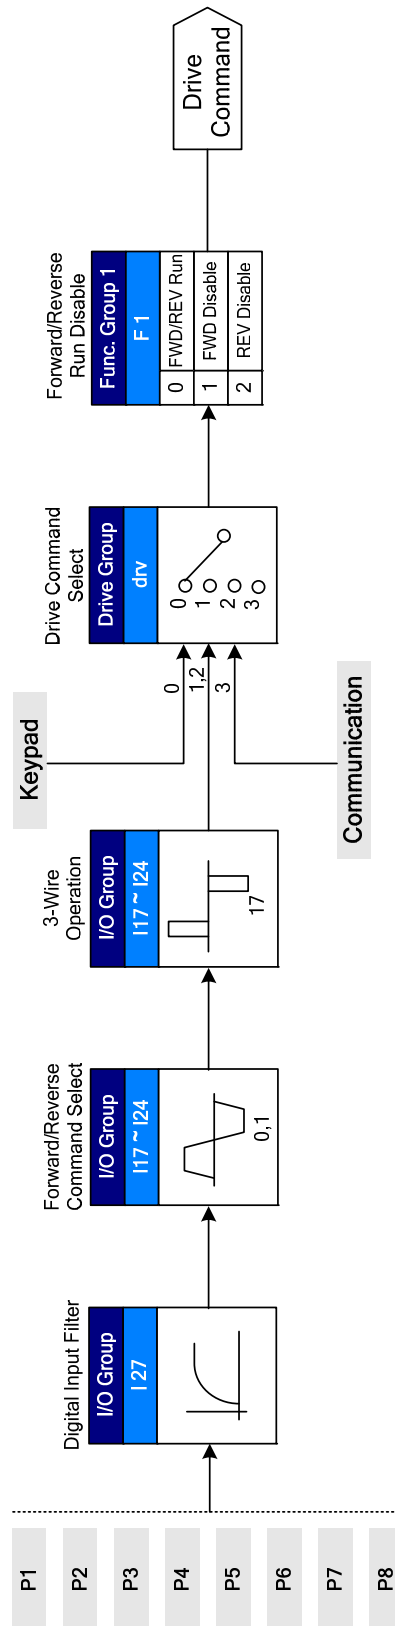 P1
P2
P3
P4
P5
P6
P7
P8
Digital Input Filter
I/O Group
I 27
Forward/Reverse
Command Select
I/O Group
I17 ~ I24
0,1
3-Wire
Operation
I/O Group
I17 ~ I24
17
Keypad
Communication
0
1,2
3
Drive Command
Select
Drive Group
drv
0
1
2
3
Forward/Reverse
Run Disable
Func. Group 1
F 1
0 FWD/REV Run
1 FWD Disable
2 REV Disable
Drive
Command